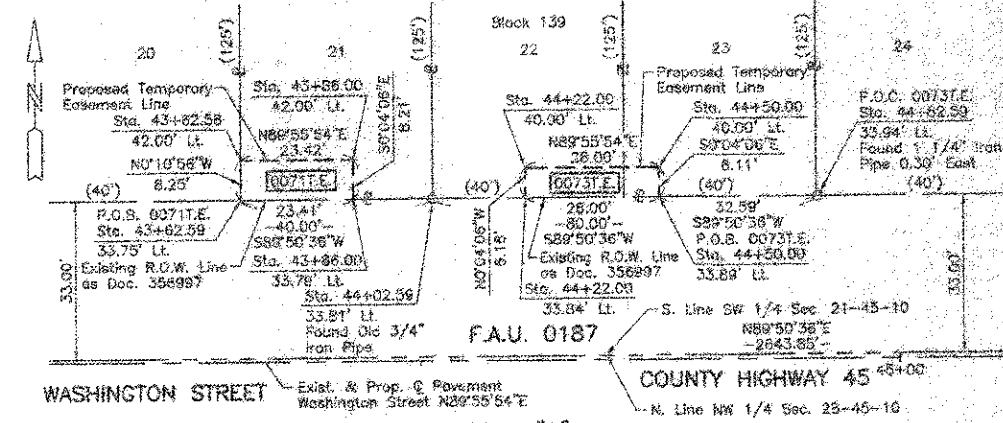 Block 139
20
21
22
23
24
(125')
(125')
(125')
(125')
N
Proposed Temporary
Easement Line
Sta. 43+62.58
42.00' Lt.
N0°10'56"W
8.25'
(40')
P.O.B. 0071T.E.
Sta. 43+62.59
33.75' Lt.
Existing R.O.W. Line
as Doc. 356997
33.00'
Sta. 43+86.00
42.00' Lt.
N89°55'54"E
23.42'
S0°04'06"E
8.21'
0071T.E.
23.41'
-40.00'-
S89°50'36"W
Sta. 43+86.00
33.79' Lt.
Sta. 44+02.59
33.81' Lt.
Found Old 3/4"
Iron Pipe
(40')
Sta. 44+22.00
40.00' Lt.
N89°55'54"E
28.00'
0073T.E.
N0°04'06"W
6.16'
28.00'
-80.00'-
S89°50'36"W
Existing R.O.W. Line
as Doc. 356997
Sta. 44+22.00
33.84' Lt.
Proposed Temporary
Easement Line
Sta. 44+50.00
40.00' Lt.
S0°04'06"E
6.11'
(40')
32.59'
S89°50'36"W
P.O.B. 0073T.E.
Sta. 44+50.00
33.89' Lt.
P.O.C. 0073T.E.
Sta. 44+82.59
33.94' Lt.
Found 1 1/4" Iron
Pipe 0.30' East
(40')
33.00'
F.A.U. 0187
S. Line SW 1/4 Sec. 21-45-10
N89°50'36"E
-2643.85'-
WASHINGTON STREET
Exist. & Prop. ℄ Pavement
Washington Street N89°55'54"E
COUNTY HIGHWAY 45
45+00
N. Line NW 1/4 Sec. 28-45-10